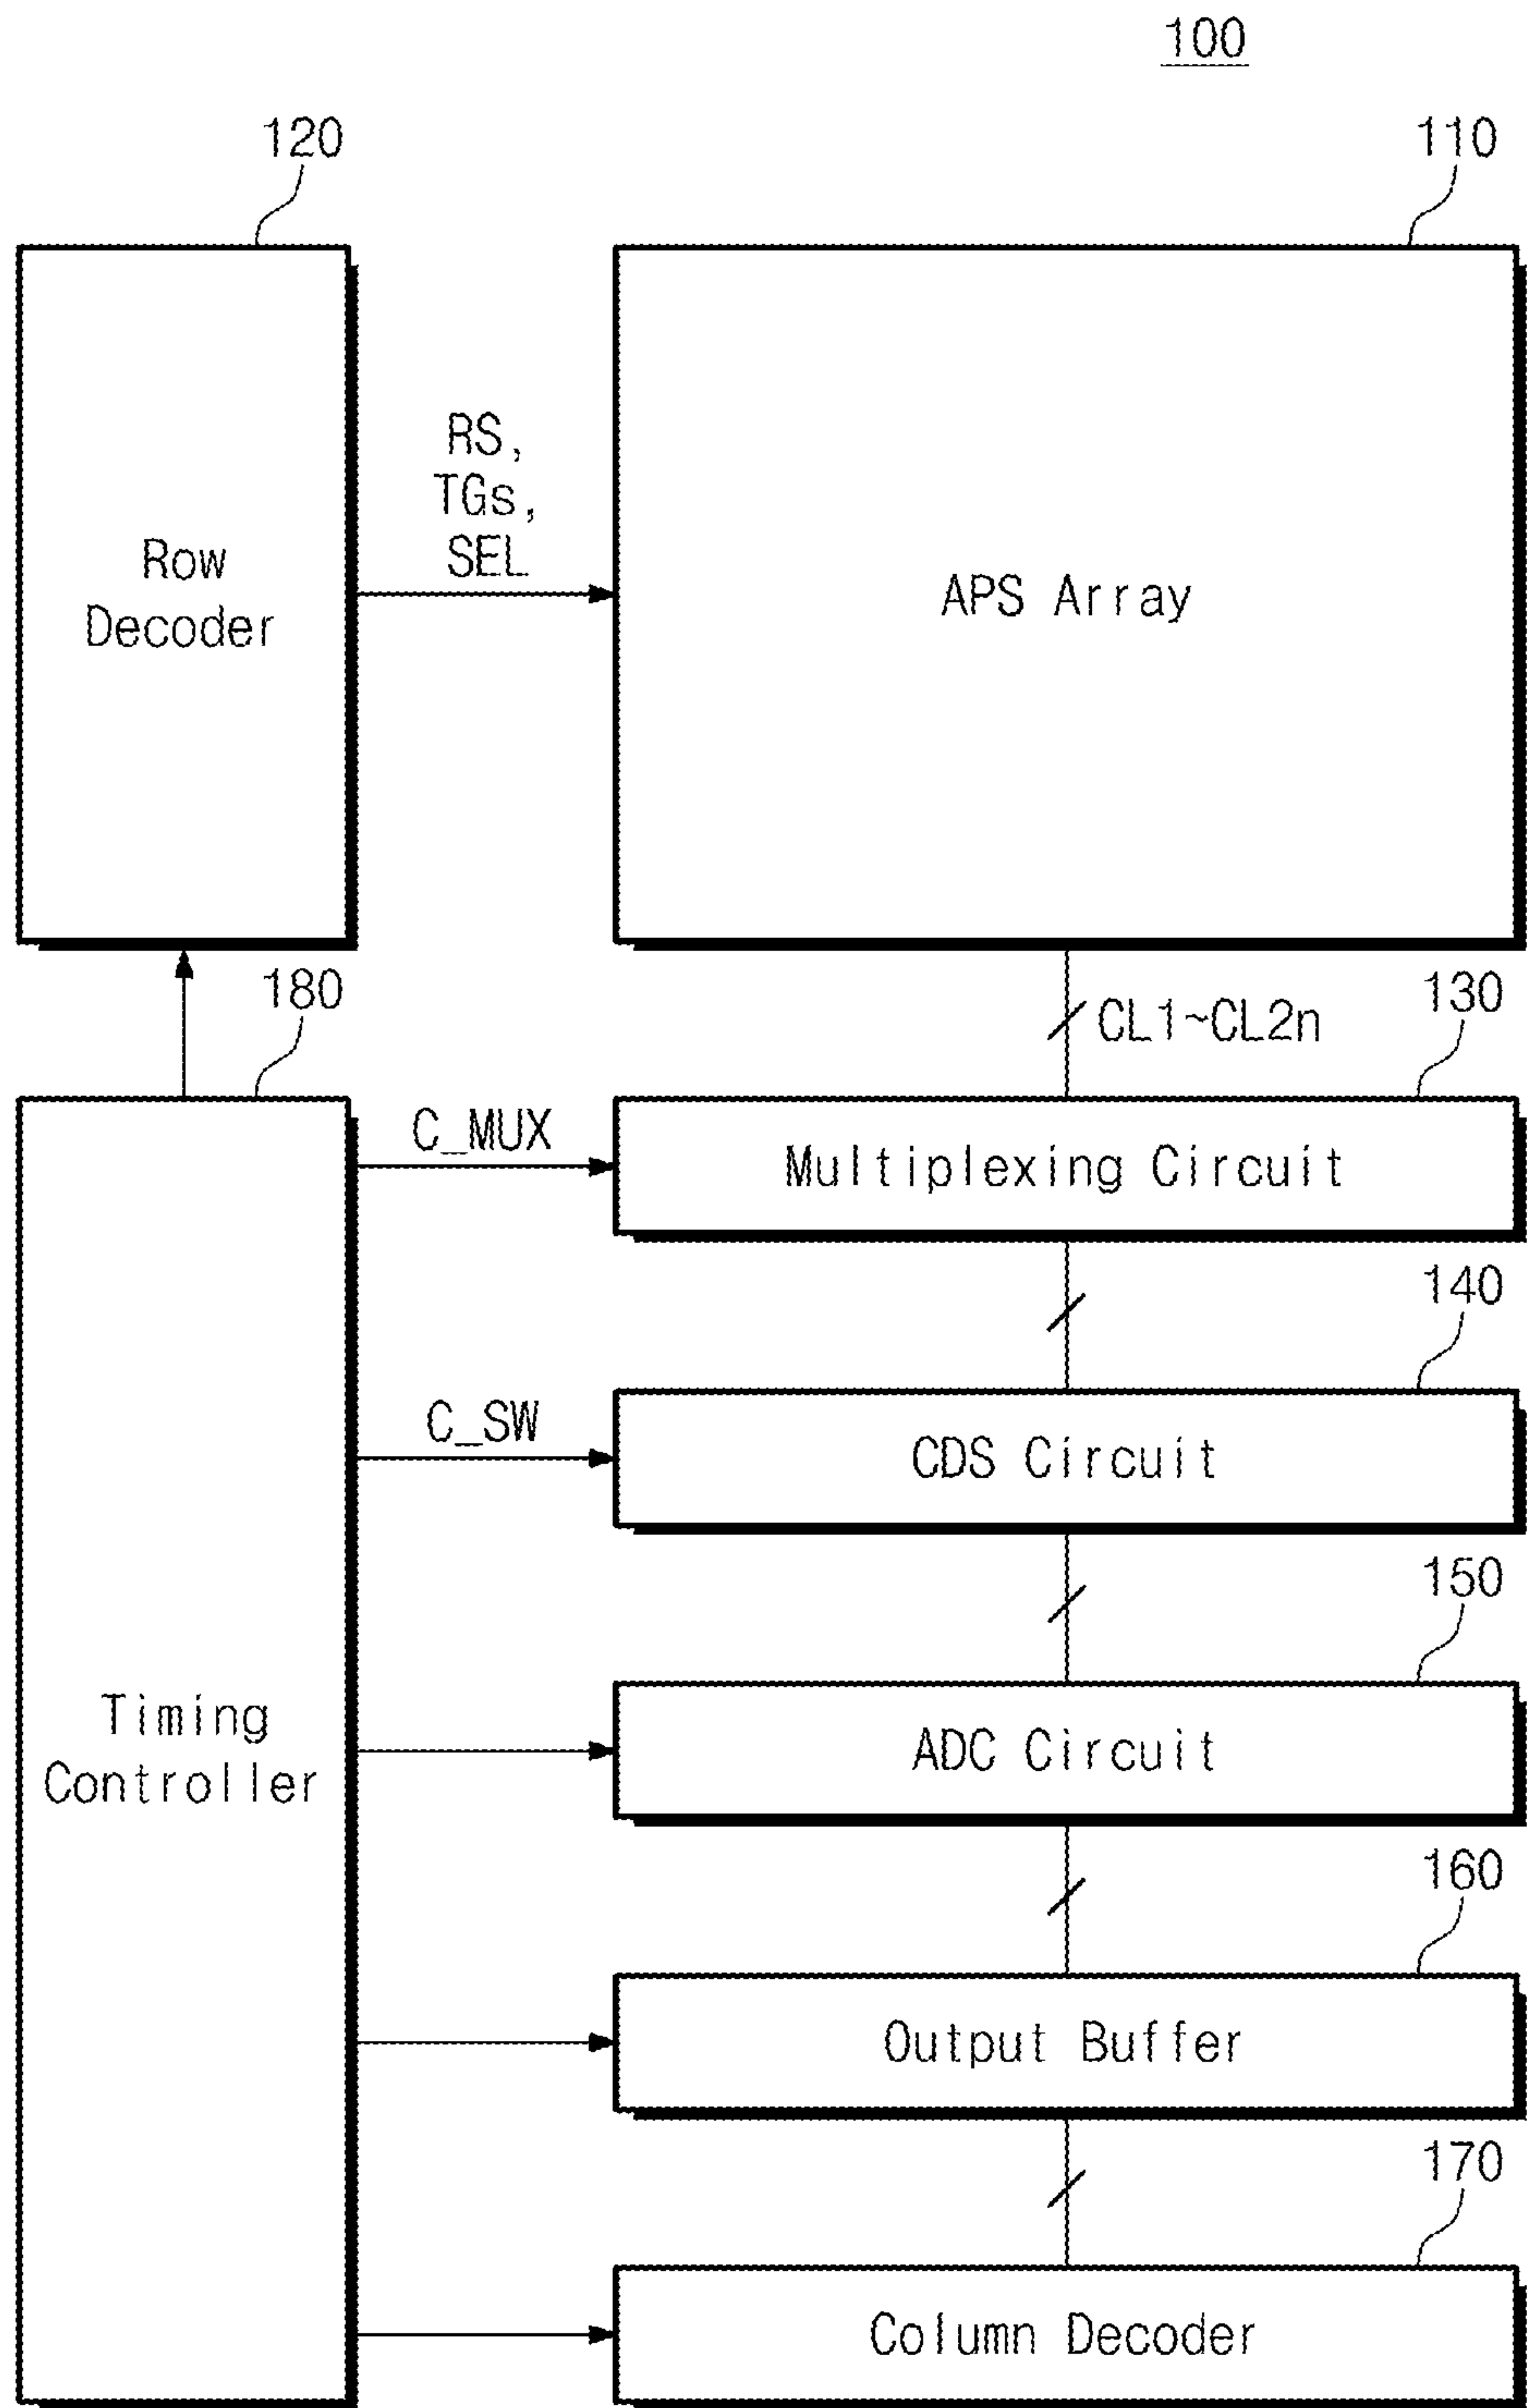 100
120
110
RS,
TGs,
SEL
Row
Decoder
APS Array
180
CL1~CL2n
130
C_MUX
Multiplexing Circuit
140
C_SW
CDS Circuit
150
Timing
Controller
ADC Circuit
160
Output Buffer
170
Column Decoder